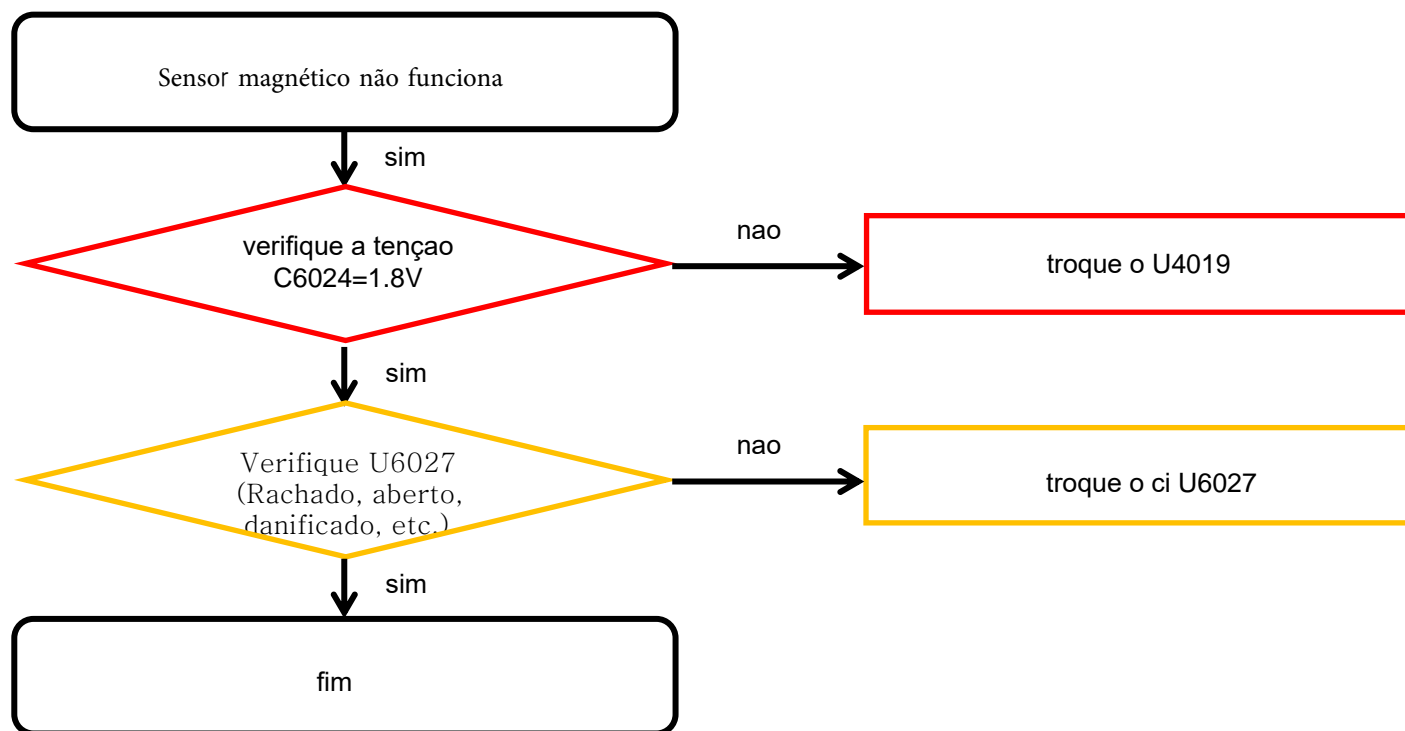 Sensor magnético não funciona
sim
verifique a tençao
C6024=1.8V
nao
troque o U4019
sim
Verifique U6027
(Rachado, aberto,
danificado, etc.)
nao
troque o ci U6027
sim
fim